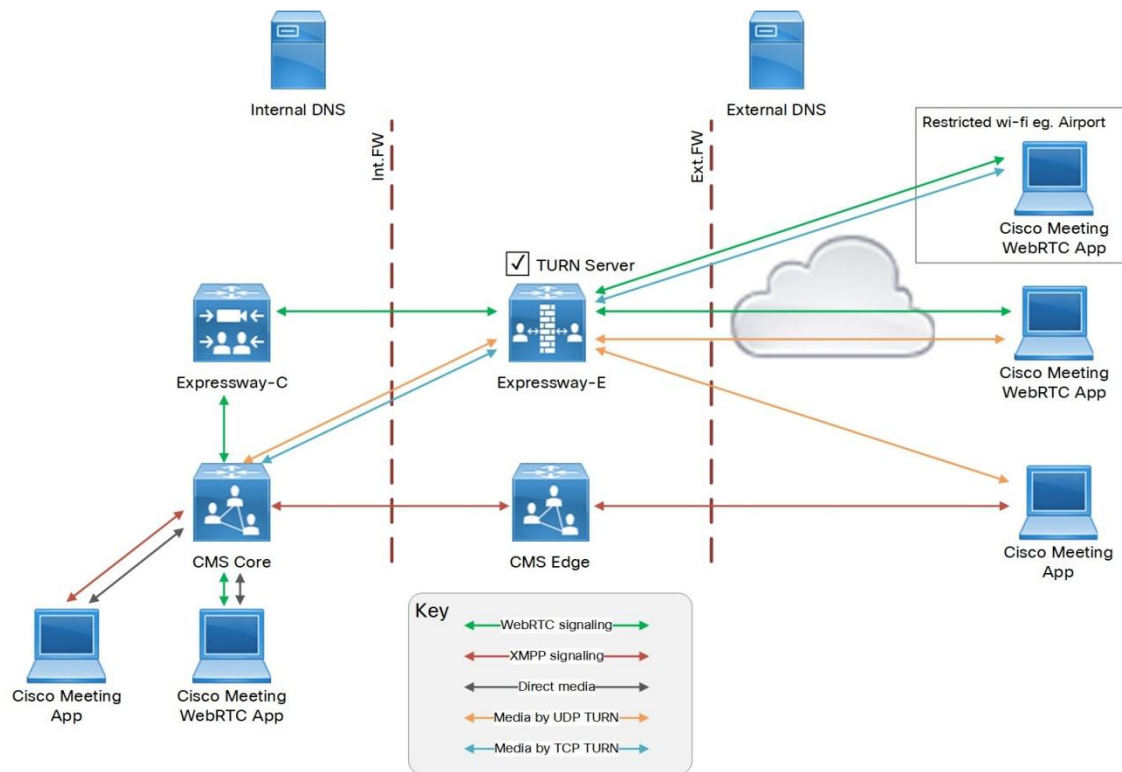 Internal DNS
External DNS
Int.FW
Ext.FW
Restricted wi-fi eg. Airport
Cisco Meeting
WebRTC App
TURN Server
Expressway-C
Expressway-E
Cisco Meeting
WebRTC App
CMS Core
CMS Edge
Cisco Meeting
App
Cisco Meeting
App
Cisco Meeting
WebRTC App
Key
WebRTC signaling
XMPP signaling
Direct media
Media by UDP TURN
Media by TCP TURN